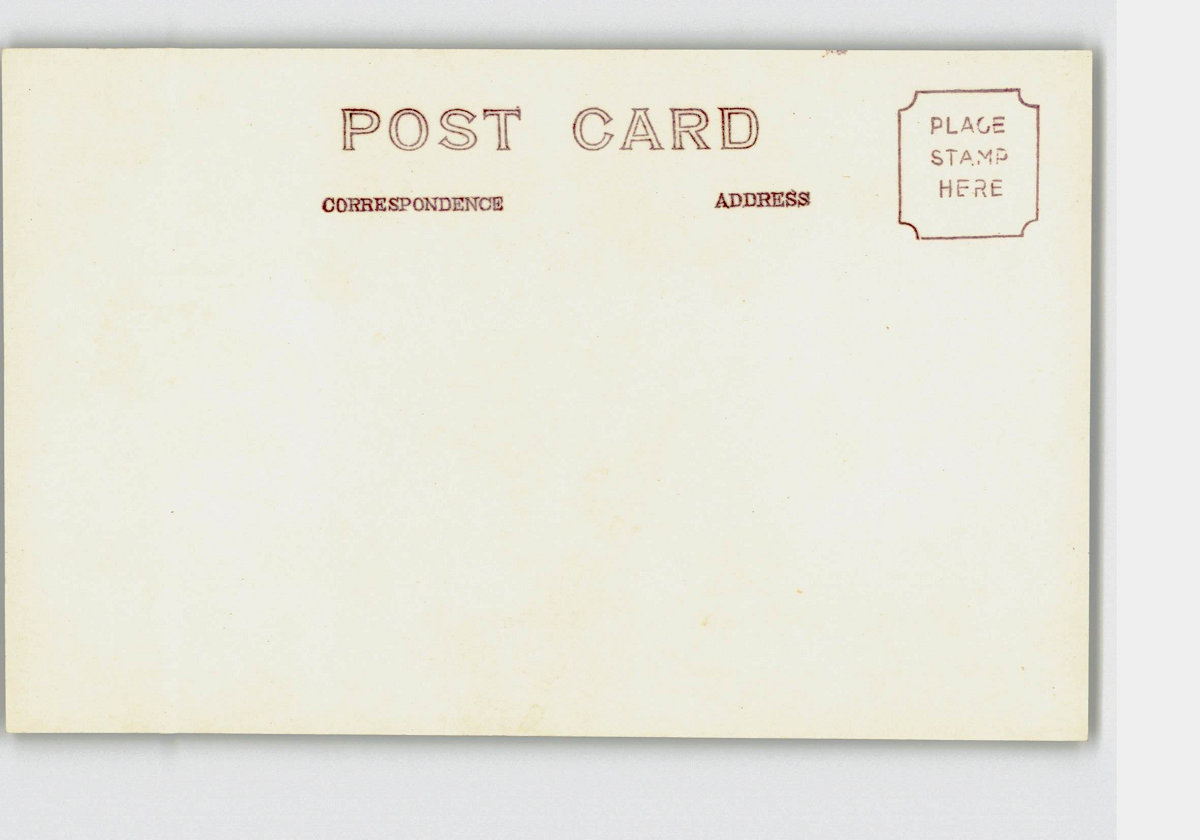 POST CARD
CORRESPONDENCE ADDRESS
PLACE
STAMP
HERE